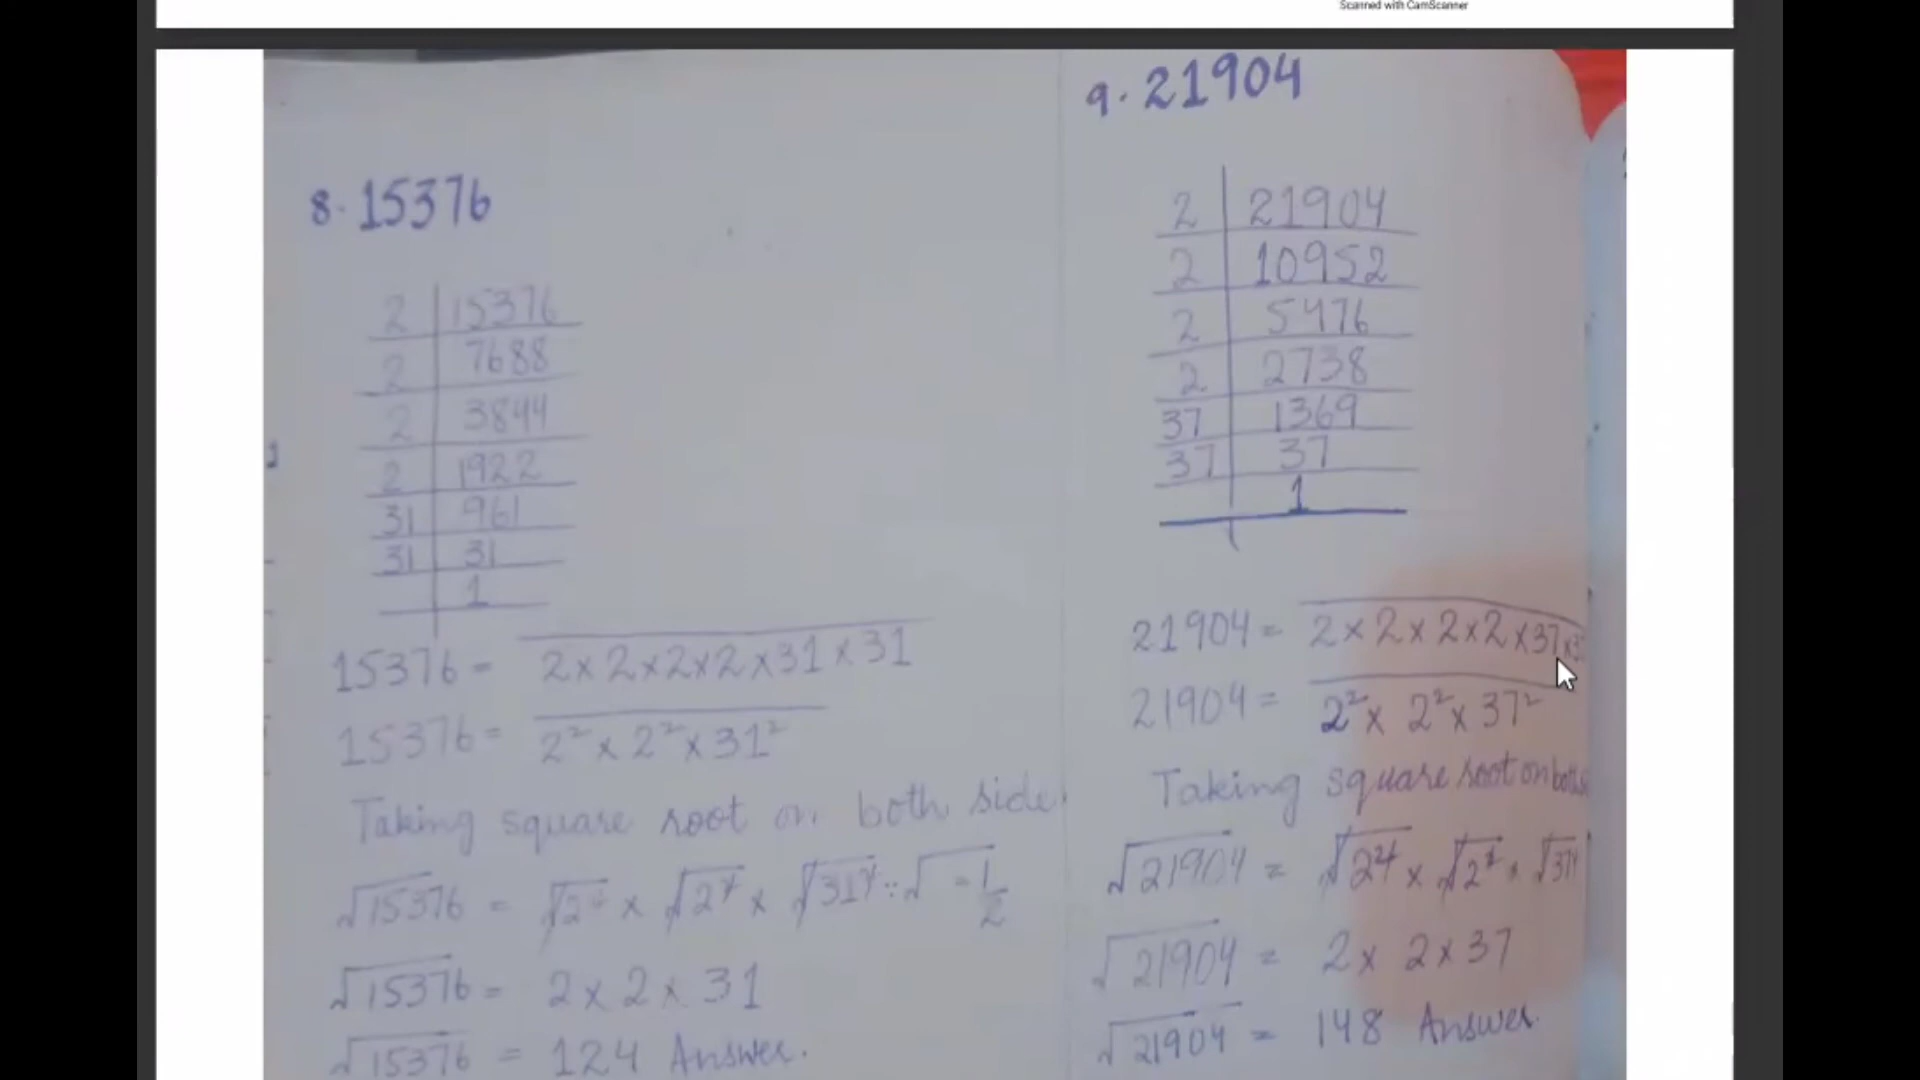 Scanned with CamScanner
8. 15376
2 | 15376
2 | 7688
2 | 3844
2 | 1922
31 | 961
31 | 31
1
15376 = 2 × 2 × 2 × 2 × 31 × 31
15376 = 2² × 2² × 31²
Taking square root on both side
√15376 = √2² × √2² × √31² ∵ √ = 1/2
√15376 = 2 × 2 × 31
√15376 = 124 Answer.
9. 21904
2 | 21904
2 | 10952
2 | 5476
2 | 2738
37 | 1369
37 | 37
1
21904 = 2 × 2 × 2 × 2 × 37 ×
21904 = 2² × 2² × 37²
Taking square root on
√21904 = √2² × √2² × √37
√21904 = 2 × 2 × 37
√21904 = 148 Answer.